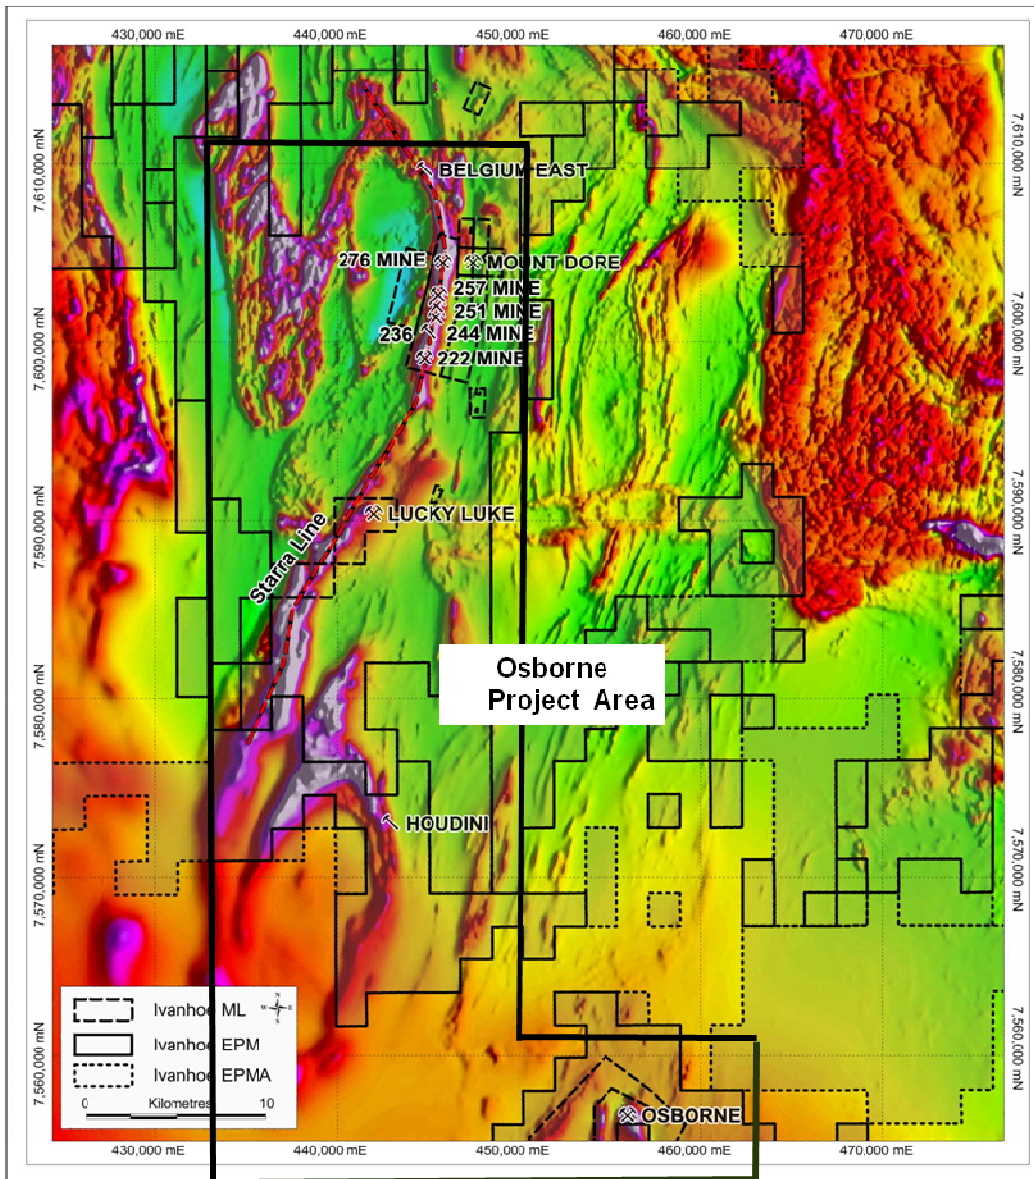 430,000 mE 440,000 mE 450,000 mE 460,000 mE 470,000 mE
7,610,000 mN
7,610,000 mN
BELGIUM EAST
276 MINE
MOUNT DORE
257 MINE
251 MINE
236
244 MINE
222 MINE
7,600,000 mN
7,600,000 mN
LUCKY LUKE
7,590,000 mN
7,590,000 mN
Starra Line
Osborne
Project Area
7,580,000 mN
7,580,000 mN
HOUDINI
7,570,000 mN
7,570,000 mN
Ivanhoe ML
N
W E
S
Ivanhoe EPM
Ivanhoe EPMA
0 Kilometres 10
7,560,000 mN
7,560,000 mN
OSBORNE
430,000 mE 440,000 mE 450,000 mE 460,000 mE 470,000 mE